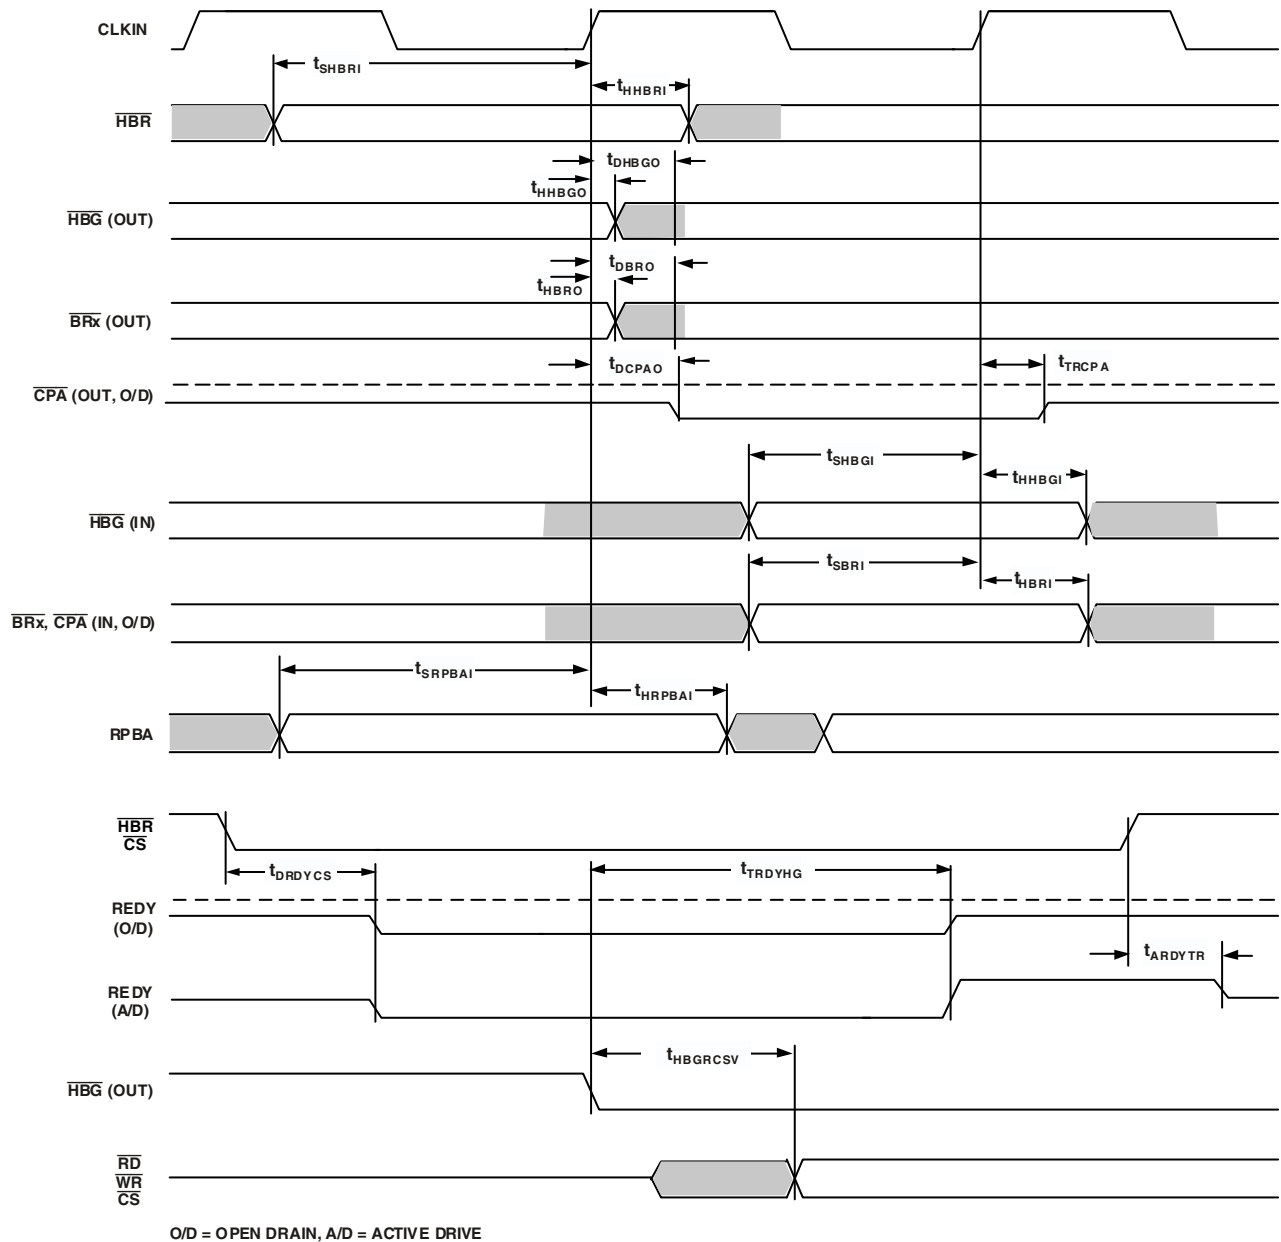 CLKIN
tSHBRI
tHHBRI
HBR
tDHBGO
tHHBGO
HBG (OUT)
tDBRO
tHBRO
BRx (OUT)
tDCPAO
tTRCPA
CPA (OUT, O/D)
tSHBGI
tHHBGI
HBG (IN)
tSBRI
tHBRI
BRx, CPA (IN, O/D)
tSRPBAI
tHRPBAI
RPBA
HBR
CS
tDRDYCS
tTRDYHG
REDY
(O/D)
tARDYTR
REDY
(A/D)
tHBGRCSV
HBG (OUT)
RD
WR
CS
O/D = OPEN DRAIN, A/D = ACTIVE DRIVE